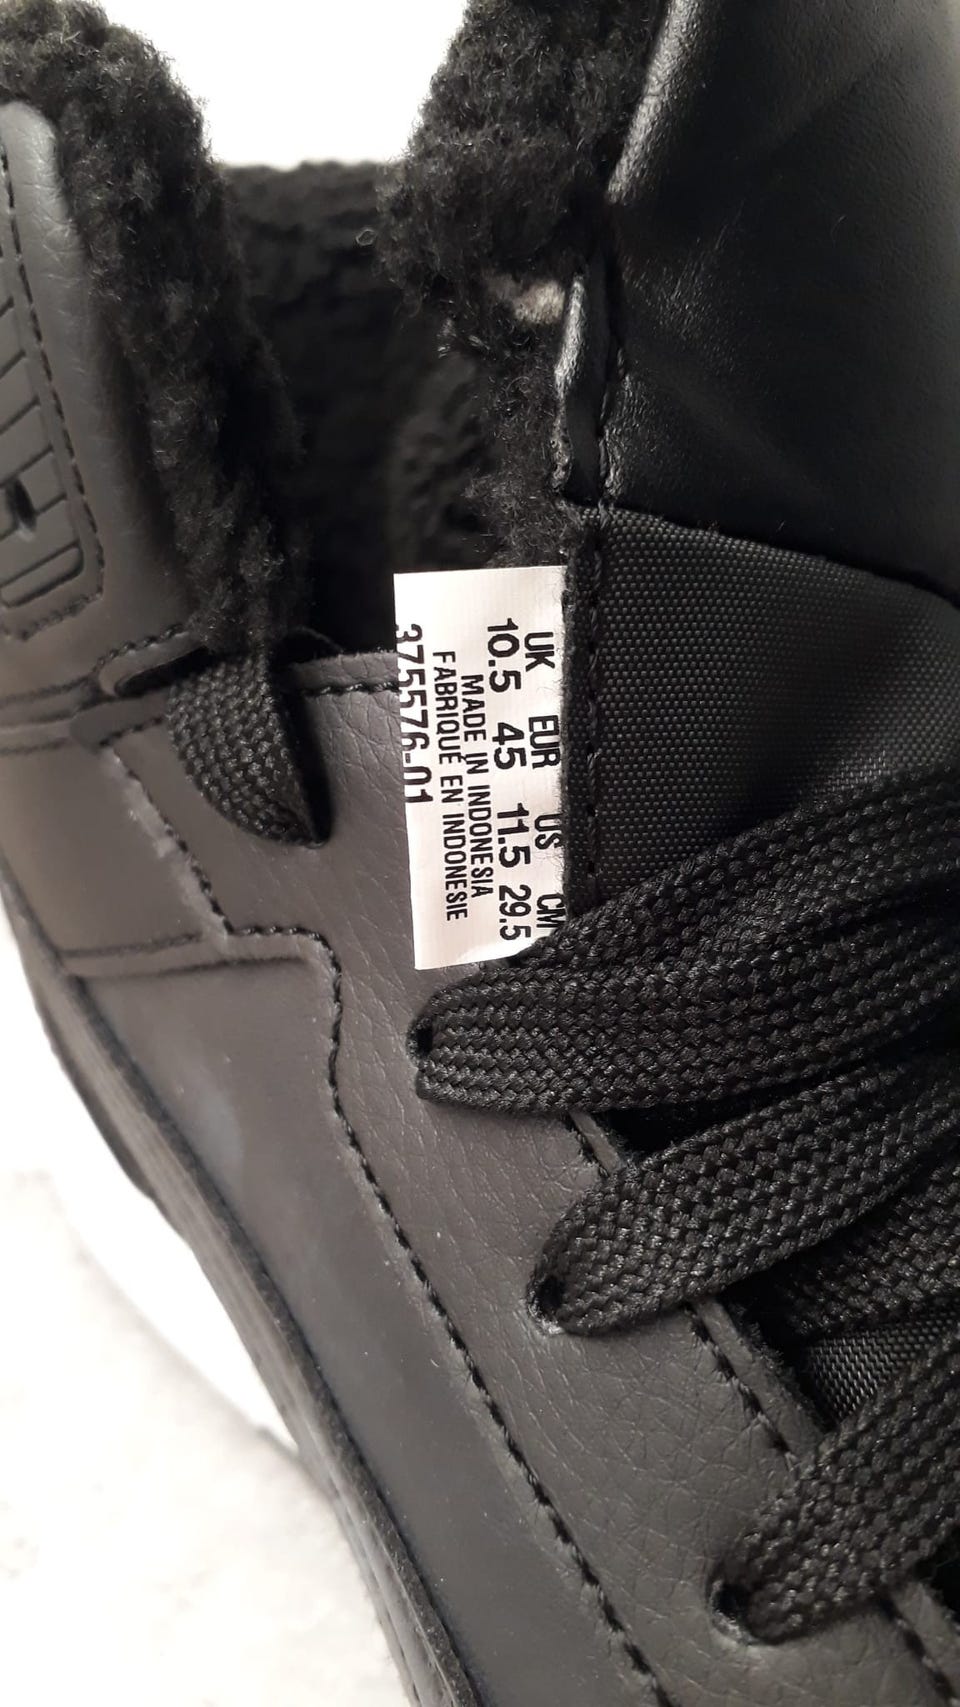 UK EUR US CM
10.5 45 11.5 29.5
MADE IN INDONESIA
FABRIQUÉ EN INDONESIE
375576-01